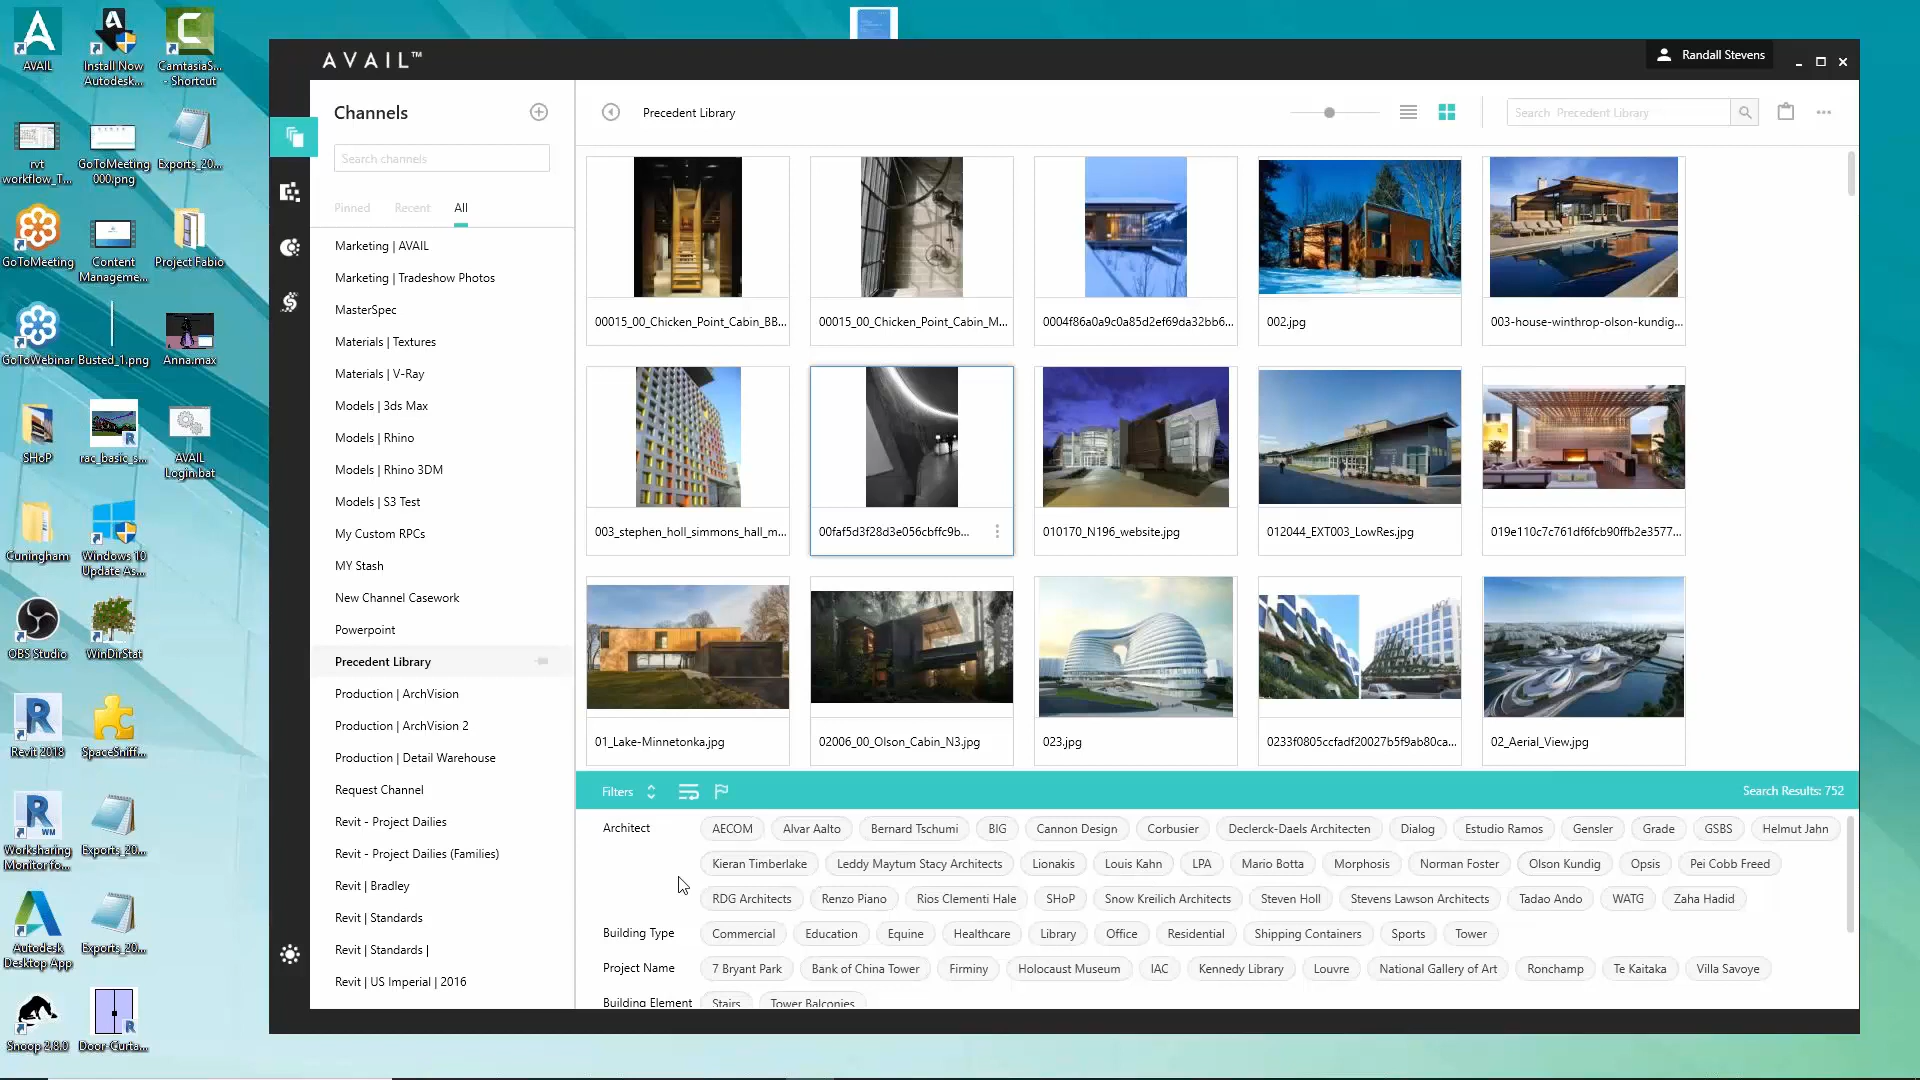 AVAIL
Install Now
Autodesk...
CamtasiaS...
- Shortcut
rvt
workflow_T...
GoToMeeting
000.png
Exports_20...
GoToMeeting
Content
Manageme...
Project Fabio
GoToWebinar
Busted_1.png
Anna.max
SHoP
rac_basic_s...
AVAIL
Login.bat
Cuningham
Windows 10
Update As...
OBS Studio
WinDirStat
Revit 2018
SpaceSniff...
Worksharing
Monitor fo...
Exports_20...
Autodesk
Desktop App
Exports_20...
Snoop 2.8.0
Door-Curta...
AVAIL™
Randall Stevens
Channels
Search channels
Pinned
Recent
All
Marketing | AVAIL
Marketing | Tradeshow Photos
MasterSpec
Materials | Textures
Materials | V-Ray
Models | 3ds Max
Models | Rhino
Models | Rhino 3DM
Models | S3 Test
My Custom RPCs
MY Stash
New Channel Casework
Powerpoint
Precedent Library
Production | ArchVision
Production | ArchVision 2
Production | Detail Warehouse
Request Channel
Revit - Project Dailies
Revit - Project Dailies (Families)
Revit | Bradley
Revit | Standards
Revit | Standards |
Revit | US Imperial | 2016
Precedent Library
Search Precedent Library
00015_00_Chicken_Point_Cabin_BB...
00015_00_Chicken_Point_Cabin_M...
0004f86a0a9c0a85d2ef69da32bb6...
002.jpg
003-house-winthrop-olson-kundig...
003_stephen_holl_simmons_hall_m...
00faf5d3f28d3e056cbffc9b...
010170_N196_website.jpg
012044_EXT003_LowRes.jpg
019e110c7c761df6fcb90ffb2e3577...
01_Lake-Minnetonka.jpg
02006_00_Olson_Cabin_N3.jpg
023.jpg
0233f0805ccfadf20027b5f9ab80ca...
02_Aerial_View.jpg
Filters
Search Results: 752
Architect
AECOM
Alvar Aalto
Bernard Tschumi
BIG
Cannon Design
Corbusier
Declerck-Daels Architecten
Dialog
Estudio Ramos
Gensler
Grade
GSBS
Helmut Jahn
Kieran Timberlake
Leddy Maytum Stacy Architects
Lionakis
Louis Kahn
LPA
Mario Botta
Morphosis
Norman Foster
Olson Kundig
Opsis
Pei Cobb Freed
RDG Architects
Renzo Piano
Rios Clementi Hale
SHoP
Snow Kreilich Architects
Steven Holl
Stevens Lawson Architects
Tadao Ando
WATG
Zaha Hadid
Building Type
Commercial
Education
Equine
Healthcare
Library
Office
Residential
Shipping Containers
Sports
Tower
Project Name
7 Bryant Park
Bank of China Tower
Firminy
Holocaust Museum
IAC
Kennedy Library
Louvre
National Gallery of Art
Ronchamp
Te Kaitaka
Villa Savoye
Building Element
Stairs
Tower Balconies